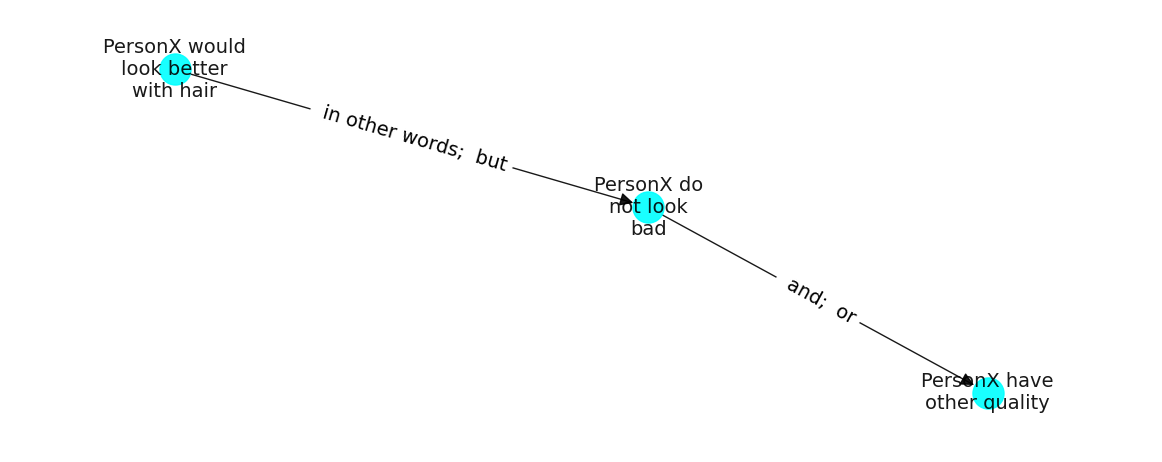 PersonX would
look better
with hair
in other words;  but
PersonX do
not look
bad
and;  or
PersonX have
other quality